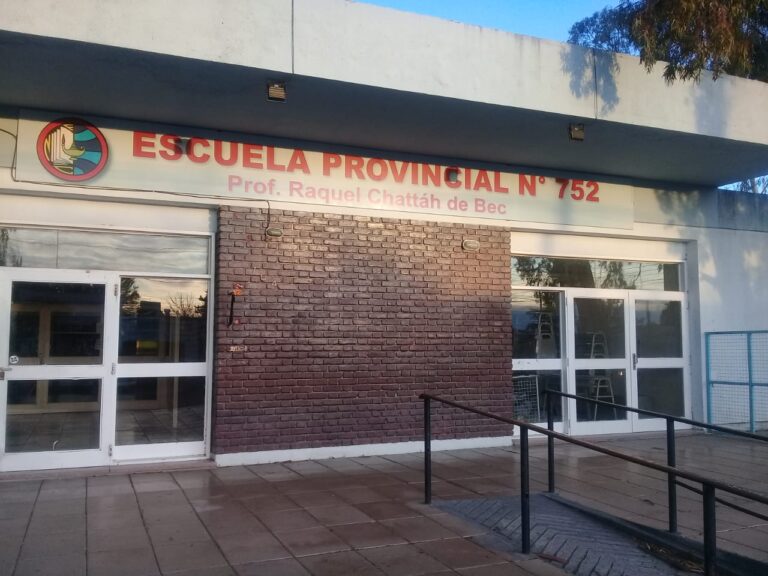 ESCUELA PROVINCIAL N° 752
Prof. Raquel Chattáh de Bec